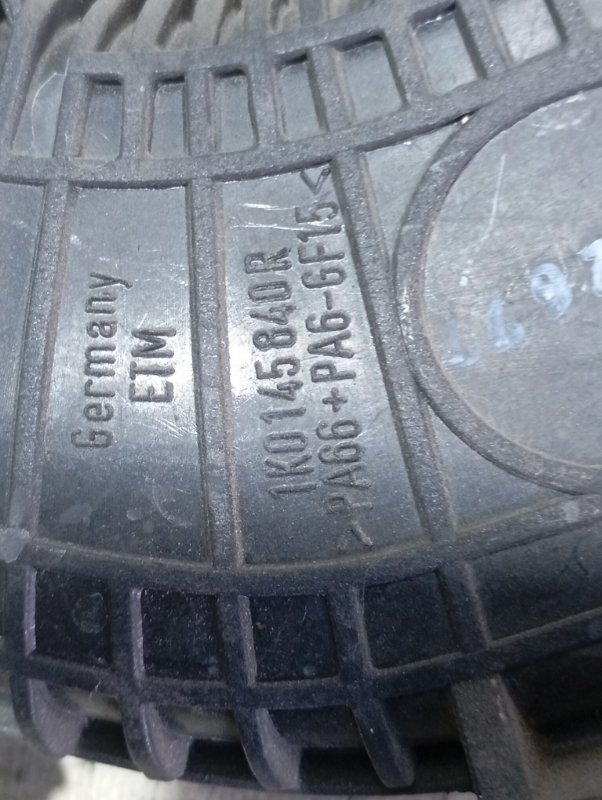 Germany
ETM
1K0145840R
>PA66+PA6-GF15<